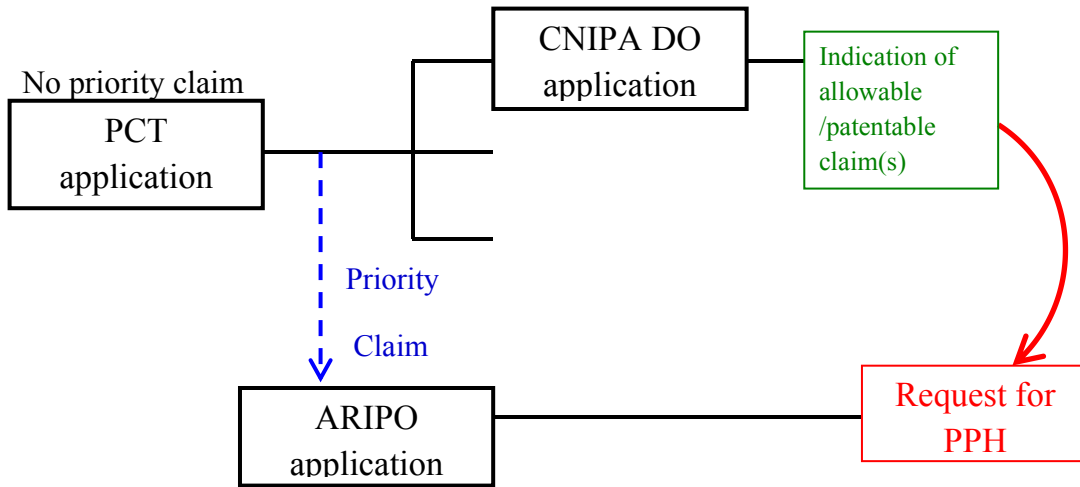 No priority claim
PCT
application
CNIPA DO
application
Indication of
allowable
/patentable
claim(s)
Priority
Claim
ARIPO
application
Request for
PPH